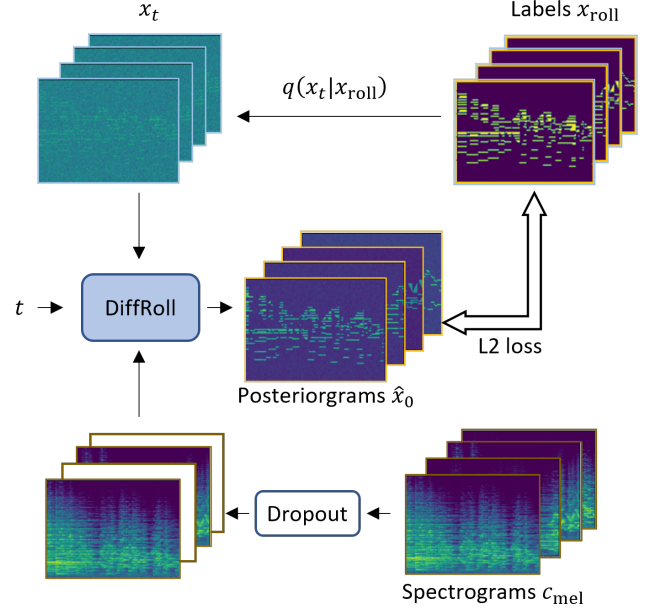 x_t
Labels x_roll
q(x_t|x_roll)
t
DiffRoll
L2 loss
Posteriorgrams x̂_0
Dropout
Spectrograms c_mel